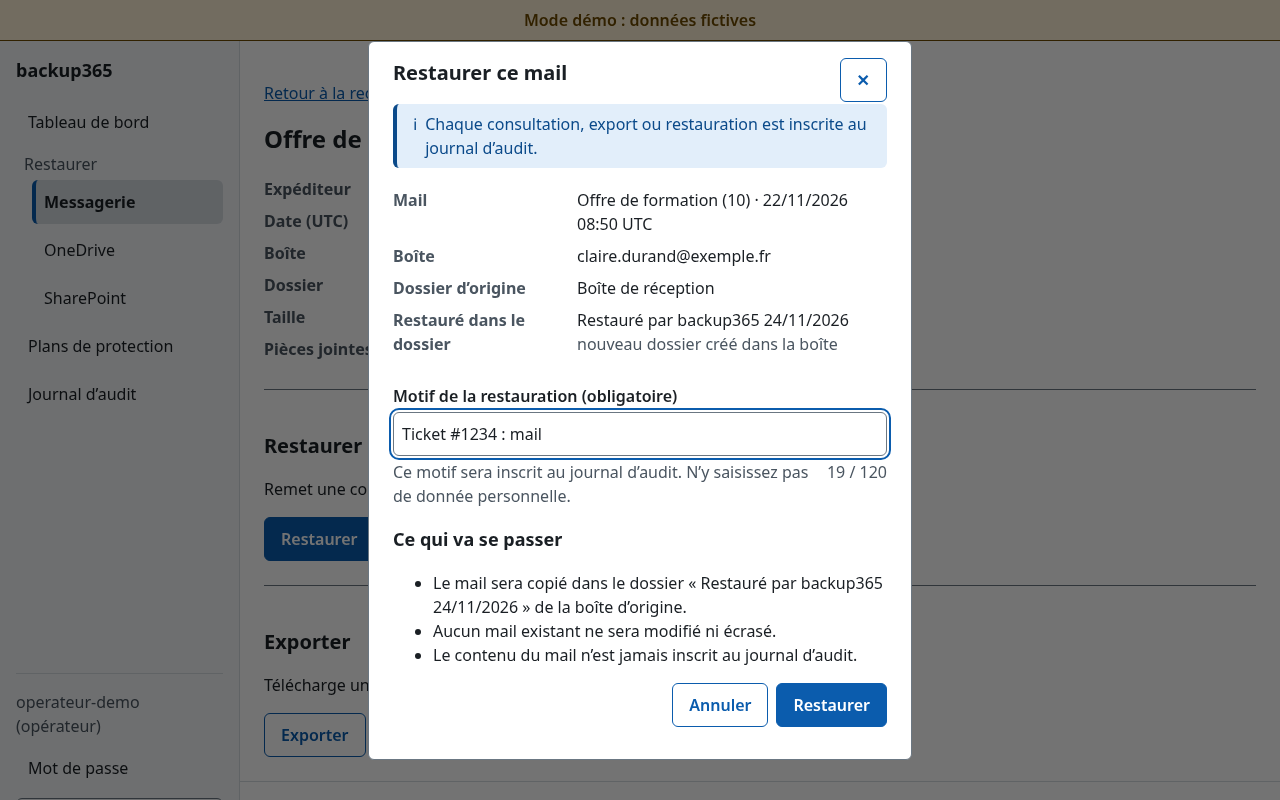 Mode démo : données fictives
backup365
Tableau de bord
Restaurer
Messagerie
OneDrive
SharePoint
Plans de protection
Journal d’audit
operateur-demo
(opérateur)
Mot de passe
Retour à la rec
Offre de
Expéditeur
Date (UTC)
Boîte
Dossier
Taille
Pièces jointes
Restaurer
Remet une co
Restaurer
Exporter
Télécharge un
Exporter
Restaurer ce mail
×
i Chaque consultation, export ou restauration est inscrite au
journal d’audit.
Mail
Offre de formation (10) · 22/11/2026
08:50 UTC
Boîte
claire.durand@exemple.fr
Dossier d’origine
Boîte de réception
Restauré dans le
dossier
Restauré par backup365 24/11/2026
nouveau dossier créé dans la boîte
Motif de la restauration (obligatoire)
Ticket #1234 : mail
Ce motif sera inscrit au journal d’audit. N’y saisissez pas
de donnée personnelle.
19 / 120
Ce qui va se passer
• Le mail sera copié dans le dossier « Restauré par backup365
24/11/2026 » de la boîte d’origine.
• Aucun mail existant ne sera modifié ni écrasé.
• Le contenu du mail n’est jamais inscrit au journal d’audit.
Annuler
Restaurer